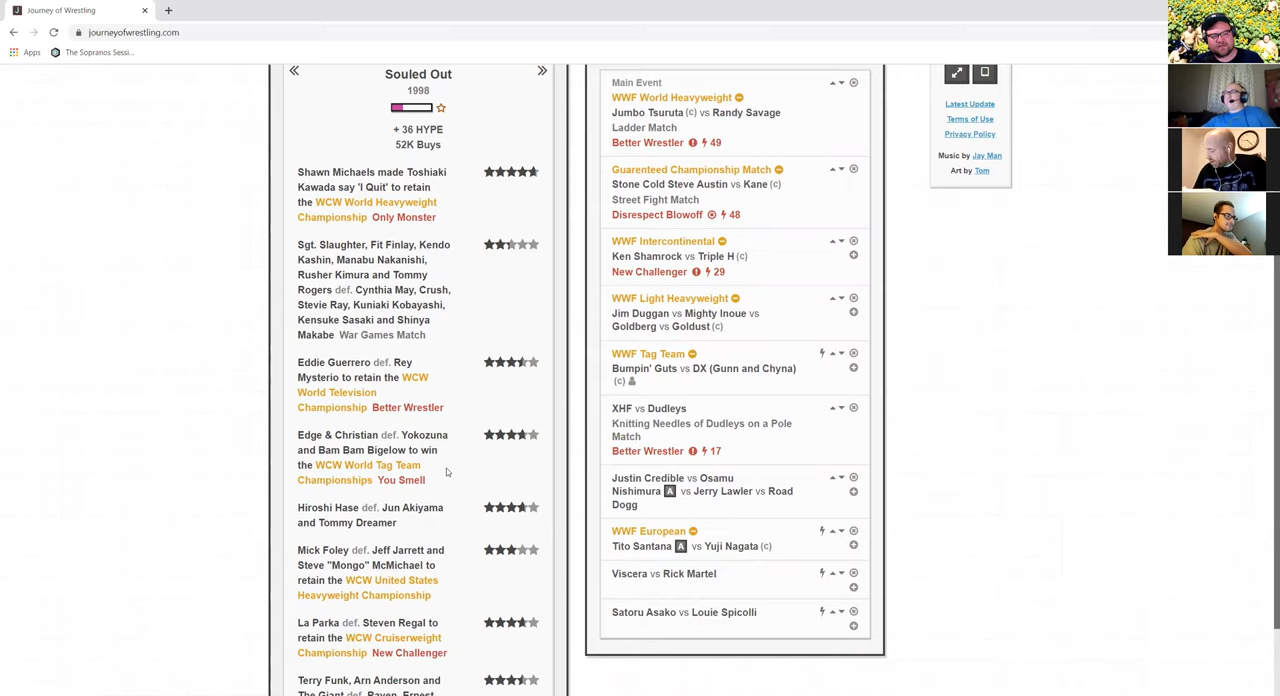 Journey of Wrestling
journeyofwrestling.com
Apps
The Sopranos Sessi...
Souled Out
1998
+ 36 HYPE
52K Buys
Shawn Michaels made Toshiaki
Kawada say 'I Quit' to retain
the WCW World Heavyweight
Championship Only Monster
Sgt. Slaughter, Fit Finlay, Kendo
Kashin, Manabu Nakanishi,
Rusher Kimura and Tommy
Rogers def. Cynthia May, Crush,
Stevie Ray, Kuniaki Kobayashi,
Kensuke Sasaki and Shinya
Makabe War Games Match
Eddie Guerrero def. Rey
Mysterio to retain the WCW
World Television
Championship Better Wrestler
Edge & Christian def. Yokozuna
and Bam Bam Bigelow to win
the WCW World Tag Team
Championships You Smell
Hiroshi Hase def. Jun Akiyama
and Tommy Dreamer
Mick Foley def. Jeff Jarrett and
Steve "Mongo" McMichael to
retain the WCW United States
Heavyweight Championship
La Parka def. Steven Regal to
retain the WCW Cruiserweight
Championship New Challenger
Terry Funk, Arn Anderson and
The Giant def. Raven, Ernest
Main Event
WWF World Heavyweight
Jumbo Tsuruta (c) vs Randy Savage
Ladder Match
Better Wrestler 49
Guarenteed Championship Match
Stone Cold Steve Austin vs Kane (c)
Street Fight Match
Disrespect Blowoff 48
WWF Intercontinental
Ken Shamrock vs Triple H (c)
New Challenger 29
WWF Light Heavyweight
Jim Duggan vs Mighty Inoue vs
Goldberg vs Goldust (c)
WWF Tag Team
Bumpin' Guts vs DX (Gunn and Chyna)
(c)
XHF vs Dudleys
Knitting Needles of Dudleys on a Pole
Match
Better Wrestler 17
Justin Credible vs Osamu
Nishimura A vs Jerry Lawler vs Road
Dogg
WWF European
Tito Santana A vs Yuji Nagata (c)
Viscera vs Rick Martel
Satoru Asako vs Louie Spicolli
Latest Update
Terms of Use
Privacy Policy
Music by Jay Man
Art by Tom